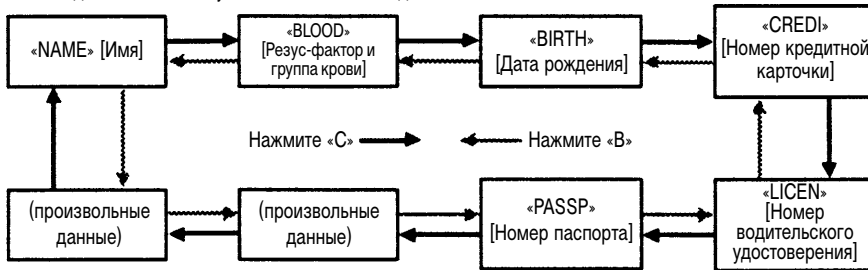 «NAME» [Имя]
«BLOOD»
[Резус-фактор и
группа крови]
«BIRTH»
[Дата рождения]
«CREDI»
[Номер кредитной
карточки]
Нажмите «C»
Нажмите «B»
(произвольные
данные)
(произвольные
данные)
«PASSP»
[Номер паспорта]
«LICEN»
[Номер
водительского
удостоверения]